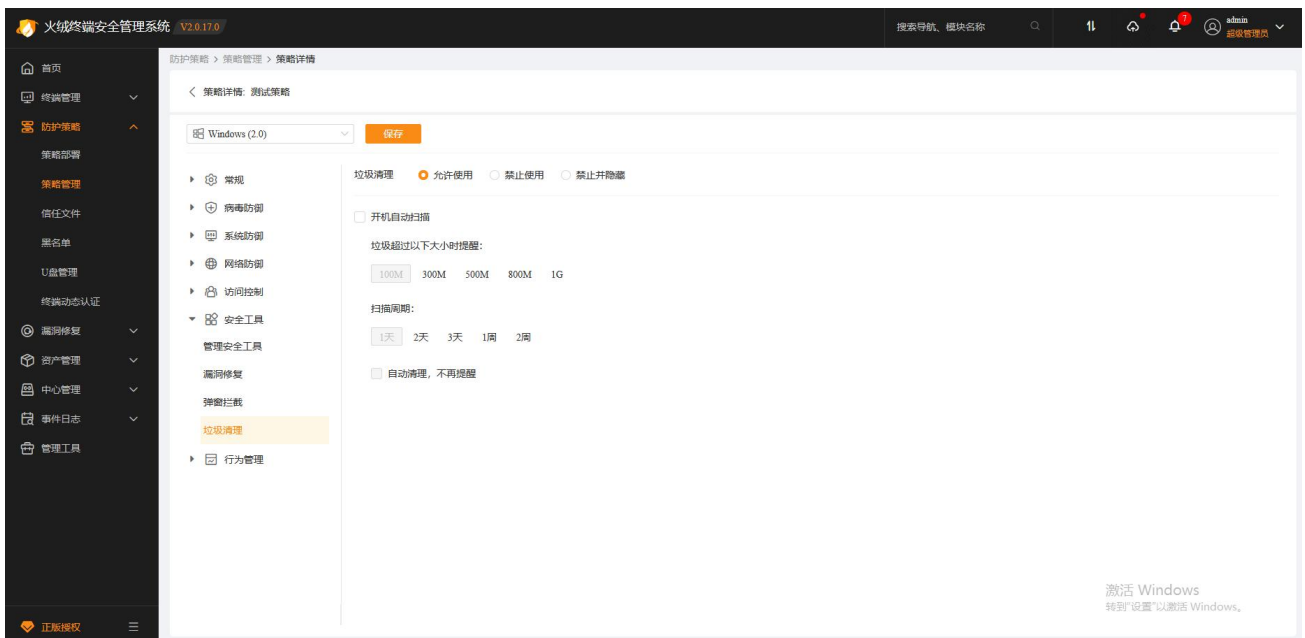 火绒终端安全管理系统 V2.0.17.0
搜索导航、模块名称
7
admin
超级管理员
首页
终端管理
防护策略
策略部署
策略管理
信任文件
黑名单
U盘管理
终端动态认证
漏洞修复
资产管理
中心管理
事件日志
管理工具
正版授权
防护策略 > 策略管理 > 策略详情
策略详情: 测试策略
Windows (2.0)
保存
常规
病毒防御
系统防御
网络防御
访问控制
安全工具
管理安全工具
漏洞修复
弹窗拦截
垃圾清理
行为管理
垃圾清理 允许使用 禁止使用 禁止并隐藏
开机自动扫描
垃圾超过以下大小时提醒:
100M 300M 500M 800M 1G
扫描周期:
1天 2天 3天 1周 2周
自动清理，不再提醒
激活 Windows
转到"设置"以激活 Windows。